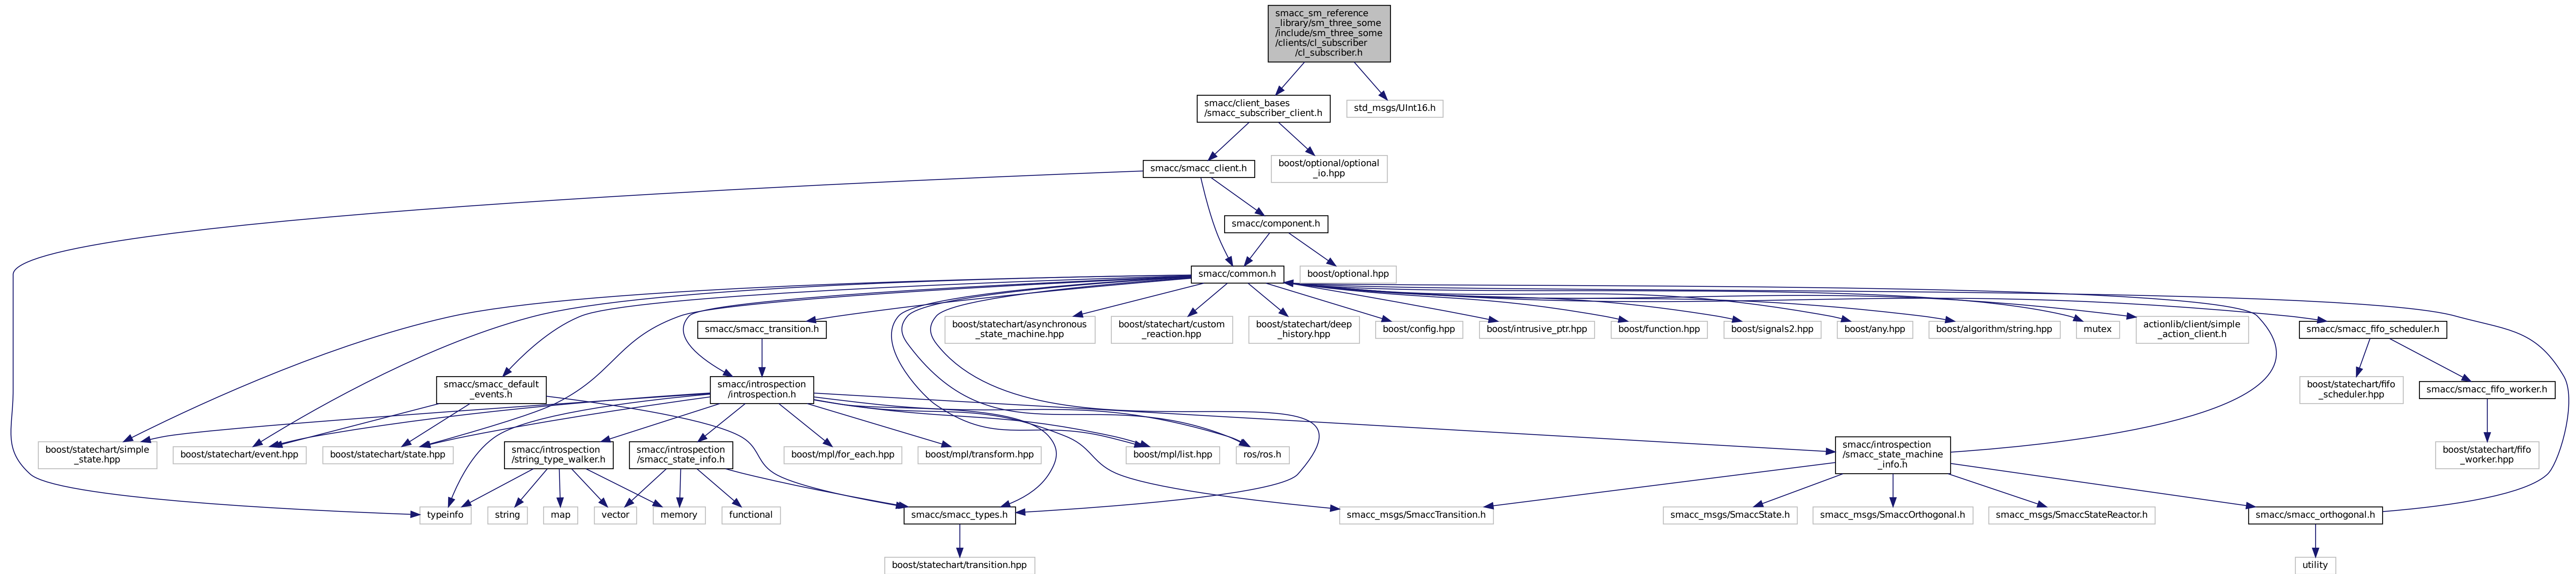 smacc_sm_reference
_library/sm_three_some
/include/sm_three_some
/clients/cl_subscriber
/cl_subscriber.h
smacc/client_bases
/smacc_subscriber_client.h
std_msgs/UInt16.h
smacc/smacc_client.h
boost/optional/optional
_io.hpp
smacc/component.h
smacc/common.h
boost/optional.hpp
smacc/smacc_transition.h
boost/statechart/asynchronous
_state_machine.hpp
boost/statechart/custom
_reaction.hpp
boost/statechart/deep
_history.hpp
boost/config.hpp
boost/intrusive_ptr.hpp
boost/function.hpp
boost/signals2.hpp
boost/any.hpp
boost/algorithm/string.hpp
mutex
actionlib/client/simple
_action_client.h
smacc/smacc_fifo_scheduler.h
smacc/smacc_default
_events.h
smacc/introspection
/introspection.h
boost/statechart/fifo
_scheduler.hpp
smacc/smacc_fifo_worker.h
boost/statechart/simple
_state.hpp
boost/statechart/event.hpp
boost/statechart/state.hpp
smacc/introspection
/string_type_walker.h
smacc/introspection
/smacc_state_info.h
boost/mpl/for_each.hpp
boost/mpl/transform.hpp
boost/mpl/list.hpp
ros/ros.h
smacc/introspection
/smacc_state_machine
_info.h
boost/statechart/fifo
_worker.hpp
typeinfo
string
map
vector
memory
functional
smacc/smacc_types.h
smacc_msgs/SmaccTransition.h
smacc_msgs/SmaccState.h
smacc_msgs/SmaccOrthogonal.h
smacc_msgs/SmaccStateReactor.h
smacc/smacc_orthogonal.h
boost/statechart/transition.hpp
utility